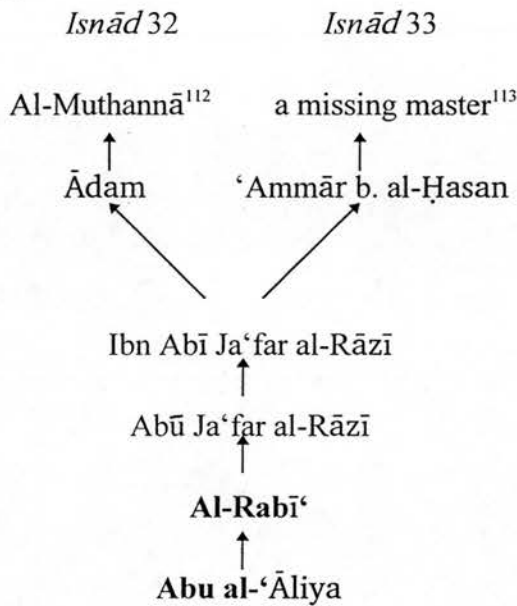 Isnād 32 Isnād 33
Al-Muthannā¹¹² a missing master¹¹³
Ādam ‘Ammār b. al-Ḥasan
Ibn Abī Ja‘far al-Rāzī
Abū Ja‘far al-Rāzī
Al-Rabī‘
Abu al-‘Āliya